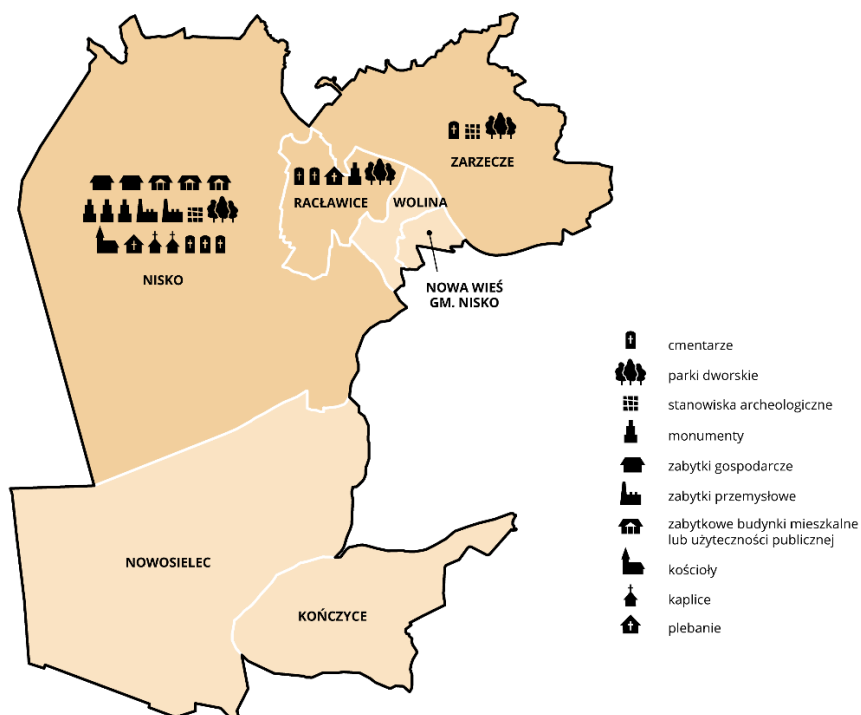 ZARZECZE
RACŁAWICE
WOLINA
NISKO
NOWA WIEŚ
GM. NISKO
NOWOSIELEC
KOŃCZYCE
cmentarze
parki dworskie
stanowiska archeologiczne
monumenty
zabytki gospodarcze
zabytki przemysłowe
zabytkowe budynki mieszkalne
lub użyteczności publicznej
kościoły
kaplice
plebanie